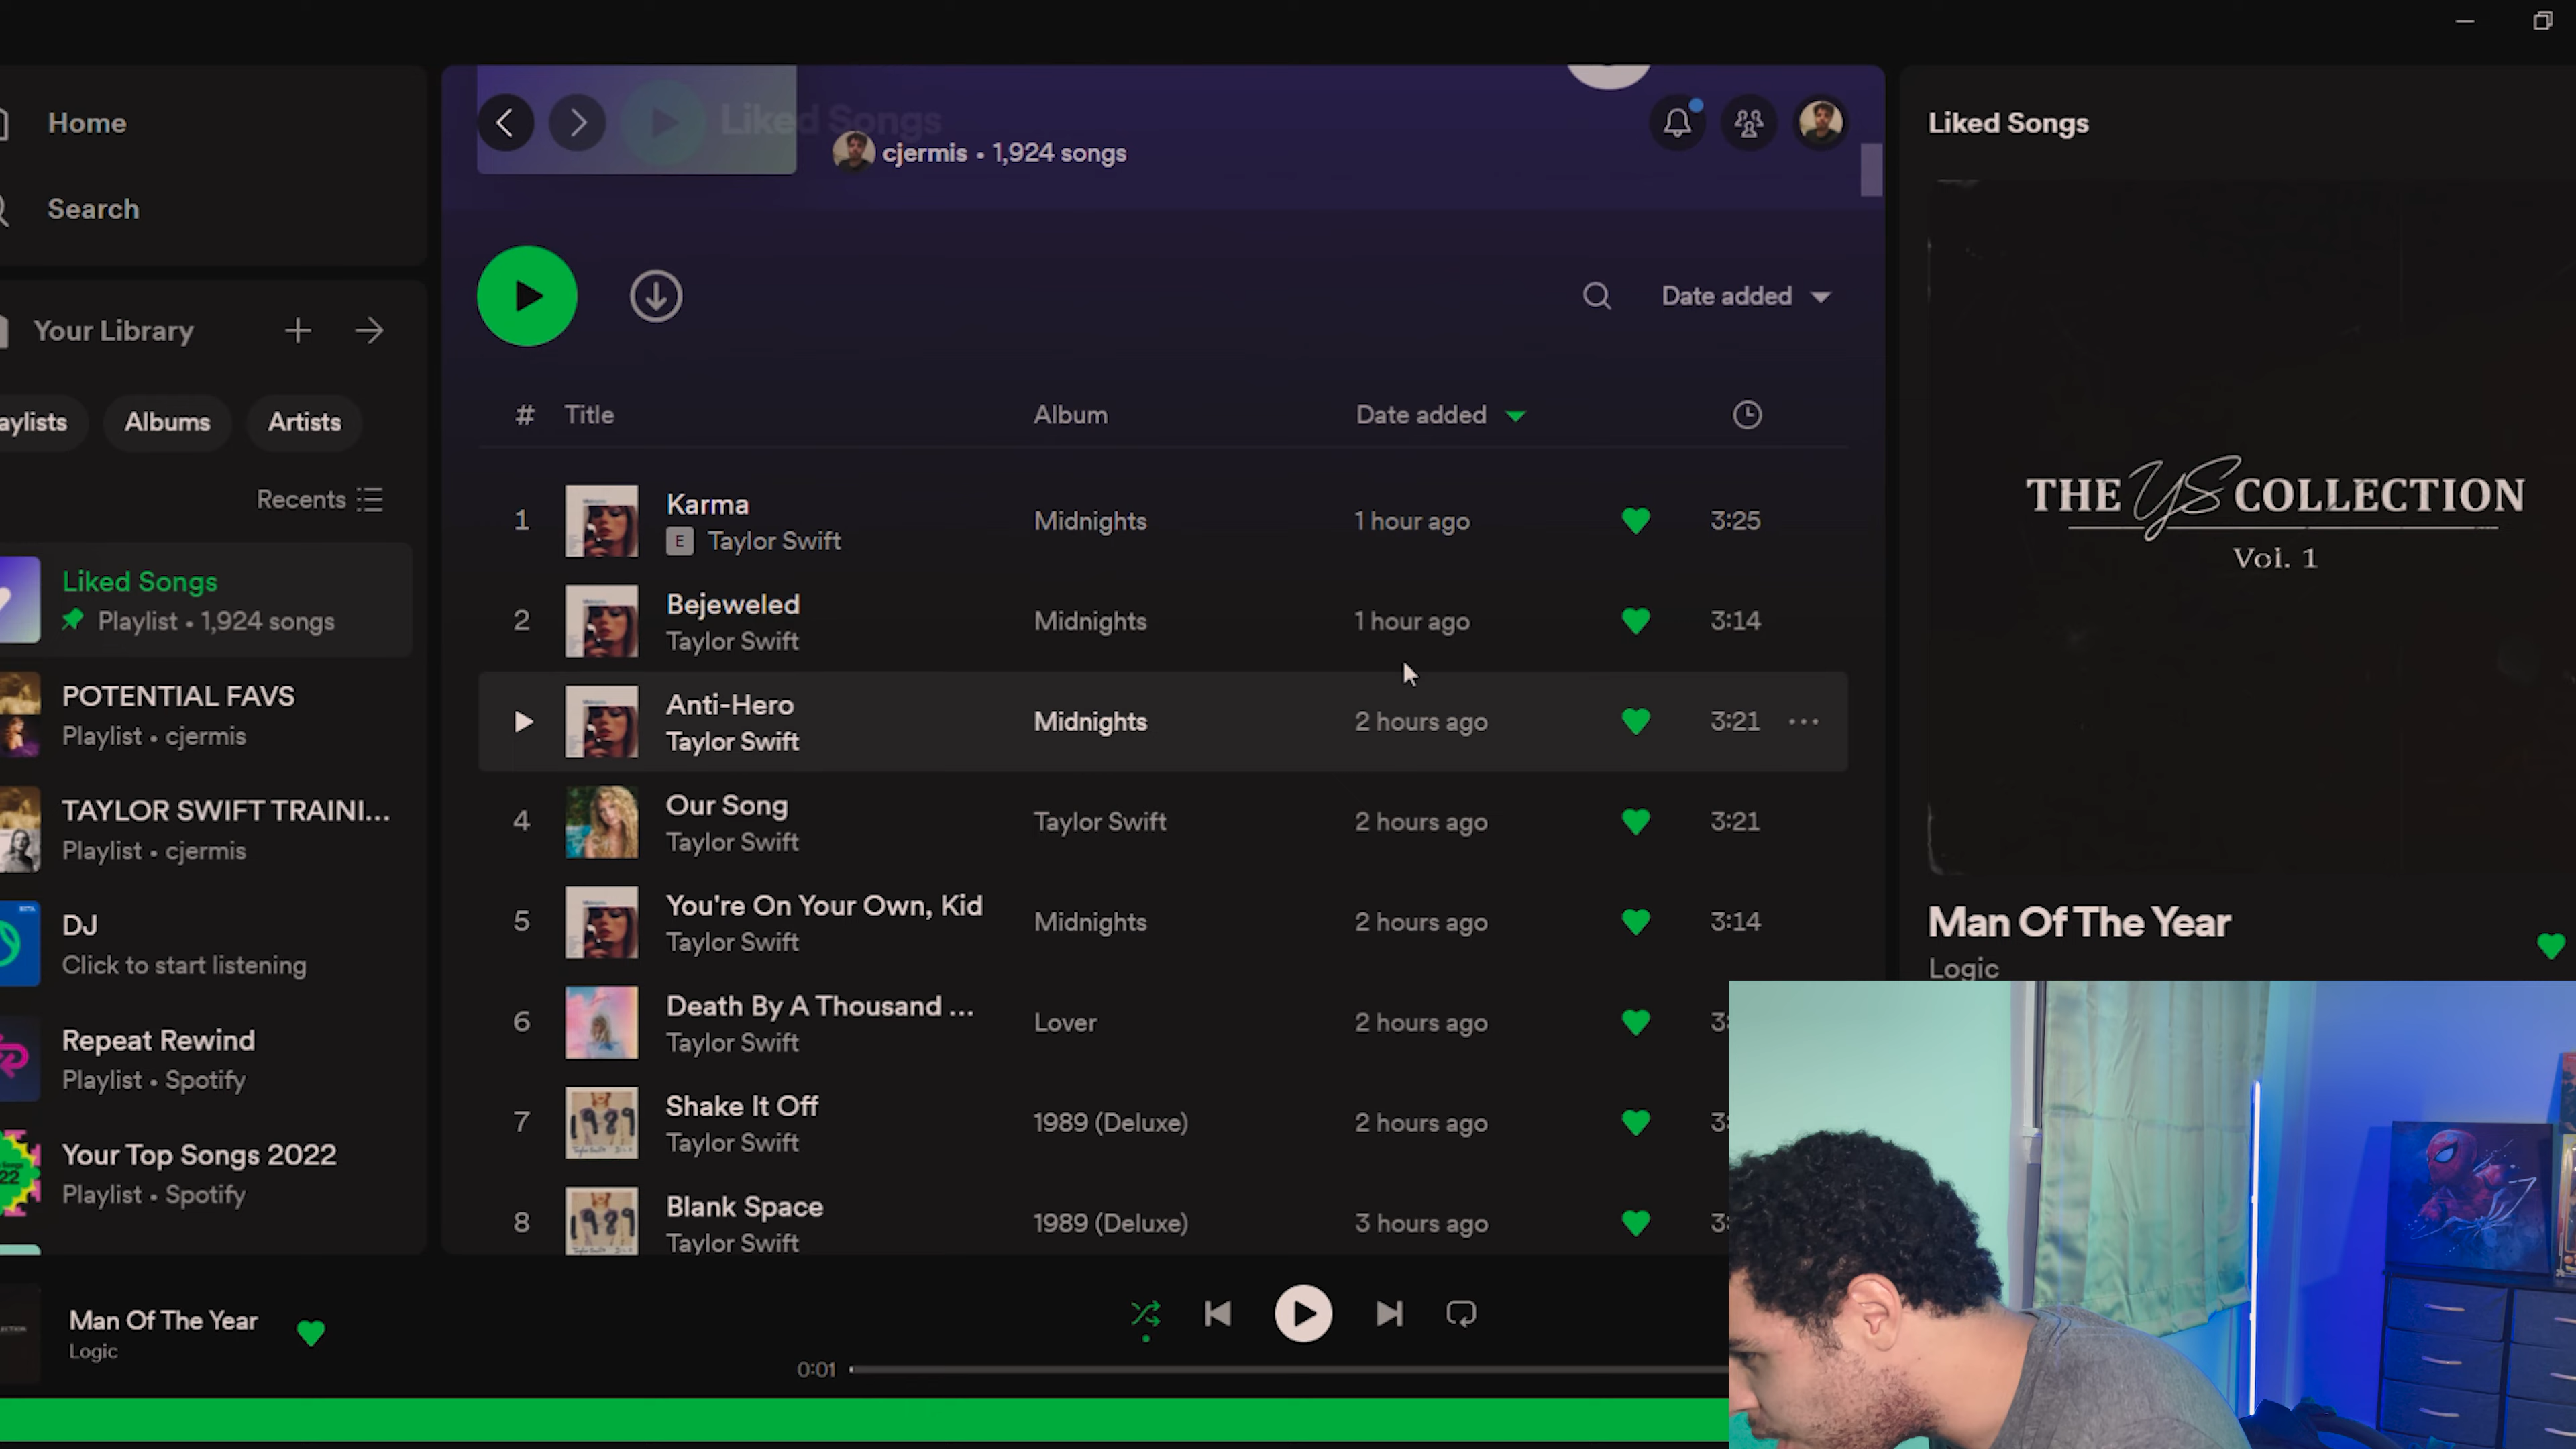 Home
Search
Your Library
aylists Albums Artists
Recents
Liked Songs
Playlist • 1,924 songs
POTENTIAL FAVS
Playlist • cjermis
TAYLOR SWIFT TRAINI...
Playlist • cjermis
BETA
DJ
Click to start listening
Repeat Rewind
Playlist • Spotify
Your Top Songs 2022
Playlist • Spotify
Liked Songs
cjermis • 1,924 songs
Date added
# Title Album Date added
1 Karma Midnights 1 hour ago 3:25
E Taylor Swift
2 Bejeweled Midnights 1 hour ago 3:14
Taylor Swift
Anti-Hero Midnights 2 hours ago 3:21
Taylor Swift
4 Our Song Taylor Swift 2 hours ago 3:21
Taylor Swift
5 You're On Your Own, Kid Midnights 2 hours ago 3:14
Taylor Swift
6 Death By A Thousand ... Lover 2 hours ago 3:
Taylor Swift
7 Shake It Off 1989 (Deluxe) 2 hours ago 3:
Taylor Swift
8 Blank Space 1989 (Deluxe) 3 hours ago 3:
Taylor Swift
Liked Songs
THE YS COLLECTION
Vol. 1
Man Of The Year
Logic
Man Of The Year
Logic
0:01